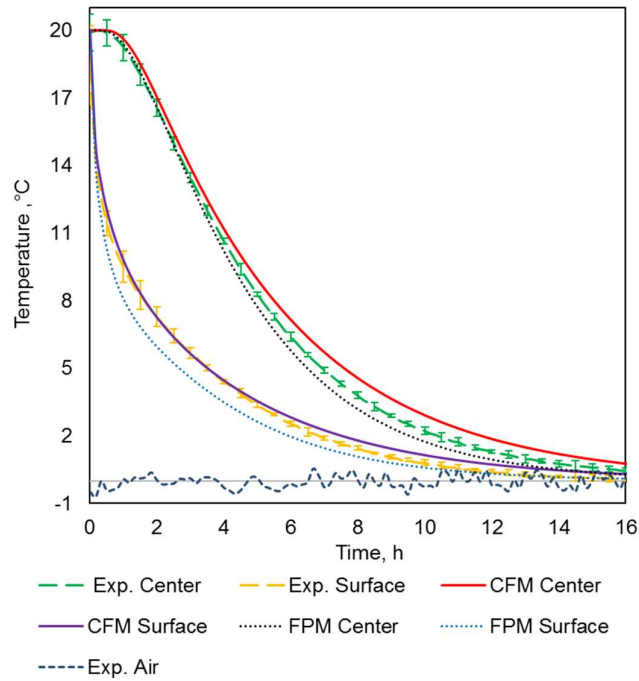 20
17
14
11
8
5
2
-1
Temperature ,°C
0 2 4 6 8 10 12 14 16
Time, h
Exp. Center Exp. Surface CFM Center
CFM Surface FPM Center FPM Surface
Exp. Air